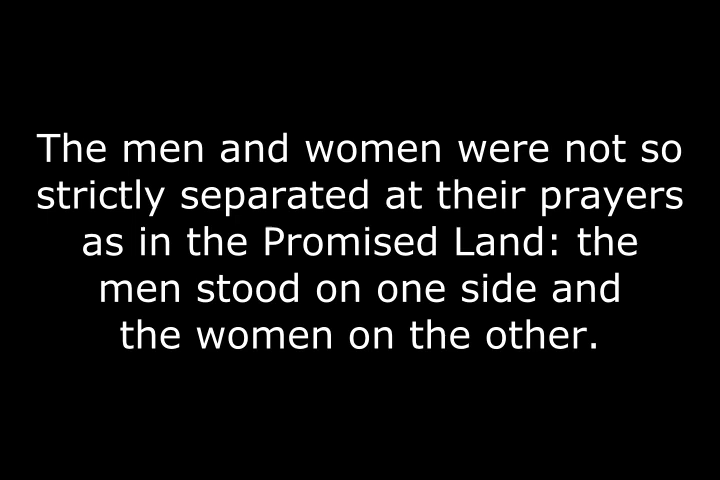 The men and women were not so
strictly separated at their prayers
as in the Promised Land: the
men stood on one side and
the women on the other.